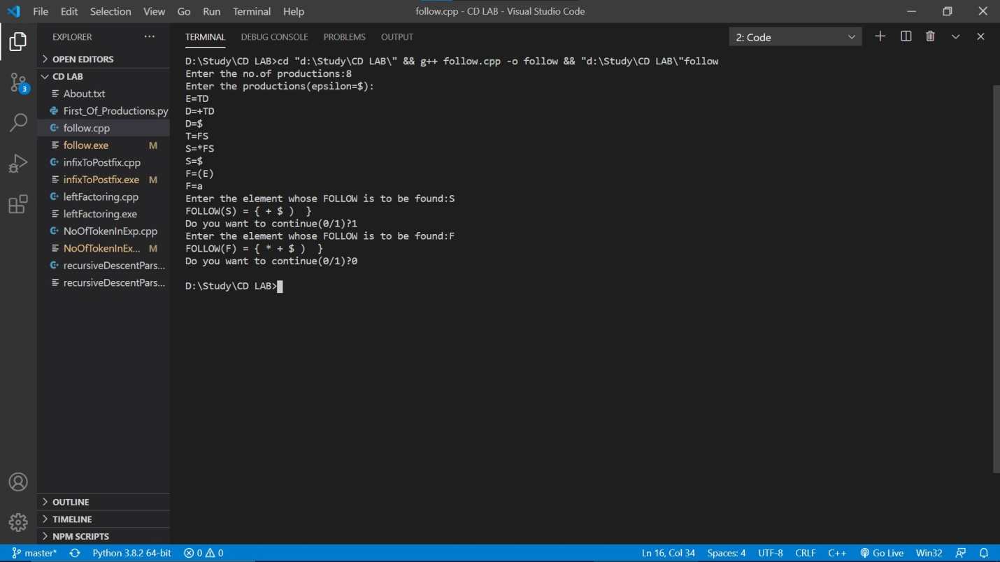 File Edit Selection View Go Run Terminal Help follow.cpp - CD LAB - Visual Studio Code
EXPLORER ...
OPEN EDITORS
CD LAB
About.txt
First_Of_Productions.py
follow.cpp
follow.exe M
infixToPostfix.cpp
infixToPostfix.exe M
leftFactoring.cpp
leftFactoring.exe
NoOfTokenInExp.cpp
NoOfTokenInEx... M
recursiveDescentPars...
recursiveDescentPars...
OUTLINE
TIMELINE
NPM SCRIPTS
3
TERMINAL DEBUG CONSOLE PROBLEMS OUTPUT 2: Code
D:\Study\CD LAB>cd "d:\Study\CD LAB\" && g++ follow.cpp -o follow && "d:\Study\CD LAB\"follow
Enter the no.of productions:8
Enter the productions(epsilon=$):
E=TD
D=+TD
D=$
T=FS
S=*FS
S=$
F=(E)
F=a
Enter the element whose FOLLOW is to be found:S
FOLLOW(S) = { + $ )  }
Do you want to continue(0/1)?1
Enter the element whose FOLLOW is to be found:F
FOLLOW(F) = { * + $ )  }
Do you want to continue(0/1)?0
D:\Study\CD LAB>
master* Python 3.8.2 64-bit 0 0 Ln 16, Col 34 Spaces: 4 UTF-8 CRLF C++ Go Live Win32